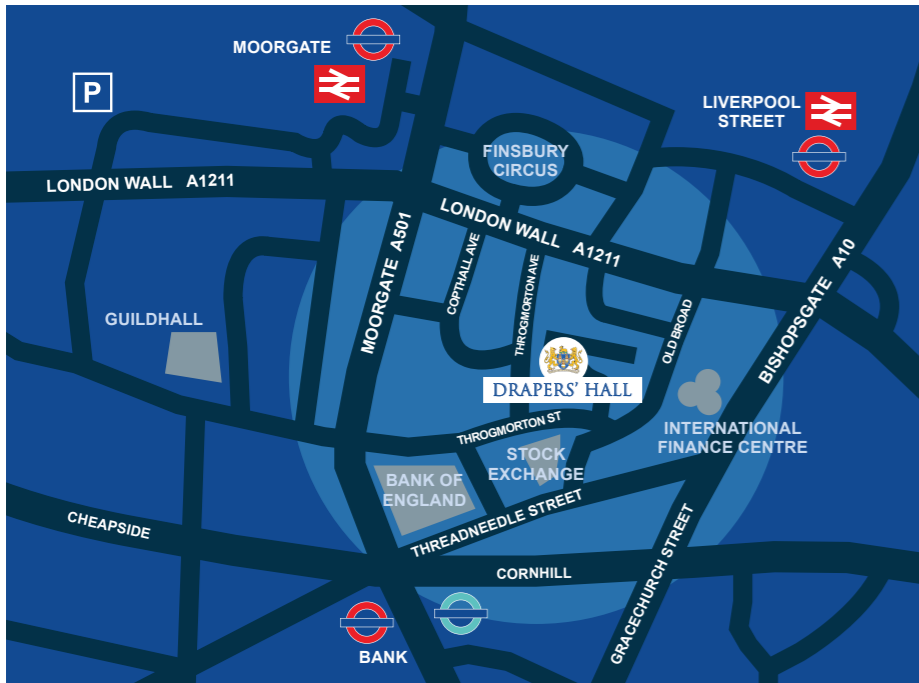 MOORGATE
P
LIVERPOOL
STREET
FINSBURY
CIRCUS
LONDON WALL A1211
LONDON WALL A1211
MOORGATE A501
COPTHALL AVE
THROGMORTON AVE
BISHOPSGATE A10
OLD BROAD
GUILDHALL
DRAPERS' HALL
THROGMORTON ST
INTERNATIONAL
FINANCE CENTRE
STOCK
EXCHANGE
BANK OF
ENGLAND
THREADNEEDLE STREET
CHEAPSIDE
CORNHILL
GRACECHURCH STREET
BANK